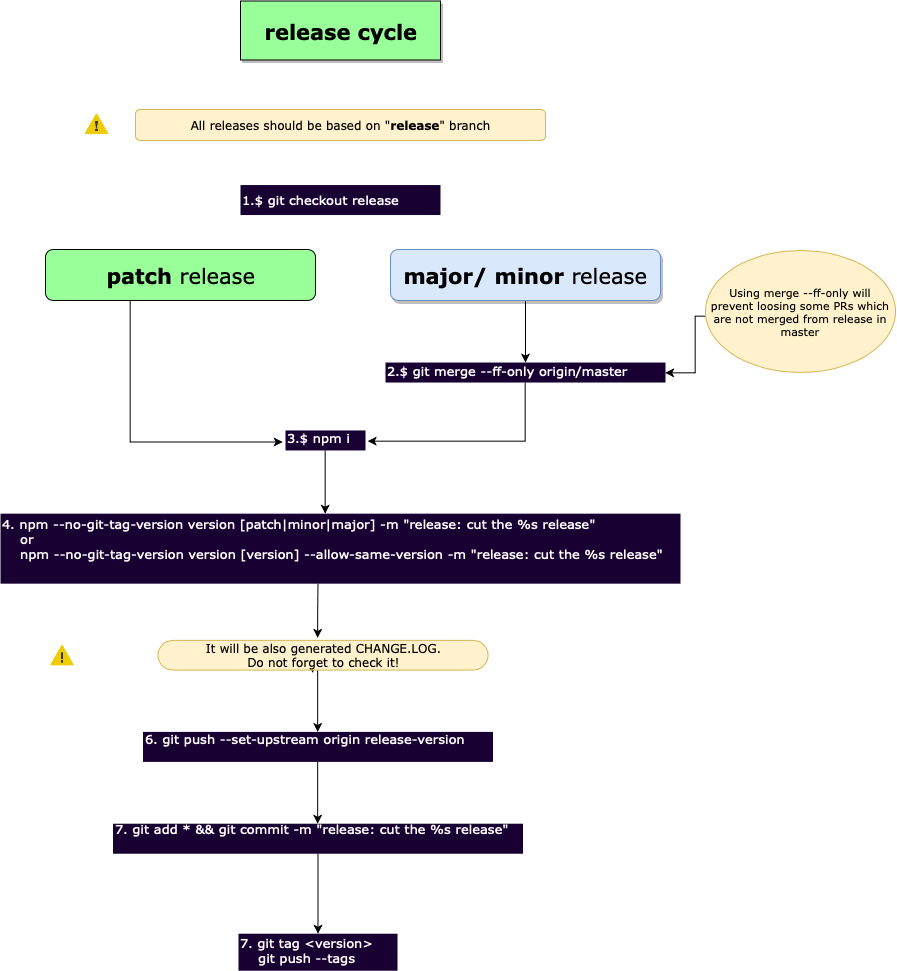 release cycle
All releases should be based on "release" branch
1.$ git checkout release
patch release
major/ minor release
Using merge --ff-only will
prevent loosing some PRs which
are not merged from release in
master
2.$ git merge --ff-only origin/master
3.$ npm i
4. npm --no-git-tag-version version [patch|minor|major] -m "release: cut the %s release"
or
npm --no-git-tag-version version [version] --allow-same-version -m "release: cut the %s release"
It will be also generated CHANGE.LOG.
Do not forget to check it!
6. git push --set-upstream origin release-version
7. git add * && git commit -m "release: cut the %s release"
7. git tag <version>
git push --tags